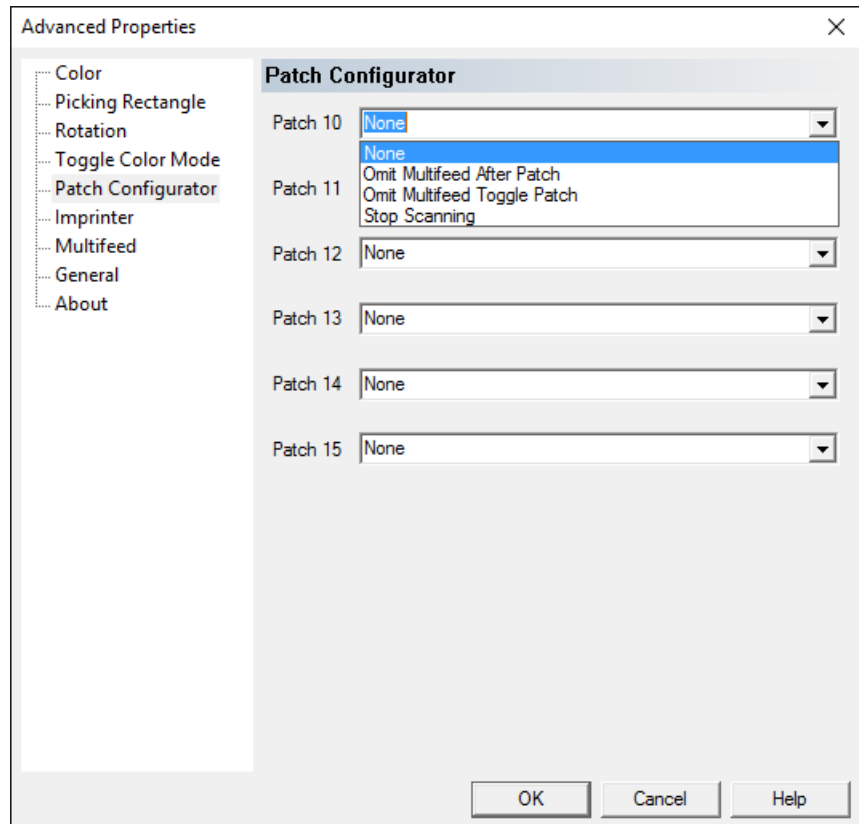 Advanced Properties
Color
Picking Rectangle
Rotation
Toggle Color Mode
Patch Configurator
Imprinter
Multifeed
General
About
Patch Configurator
Patch 10 None
None
Omit Multifeed After Patch
Omit Multifeed Toggle Patch
Stop Scanning
Patch 11
Patch 12 None
Patch 13 None
Patch 14 None
Patch 15 None
OK Cancel Help